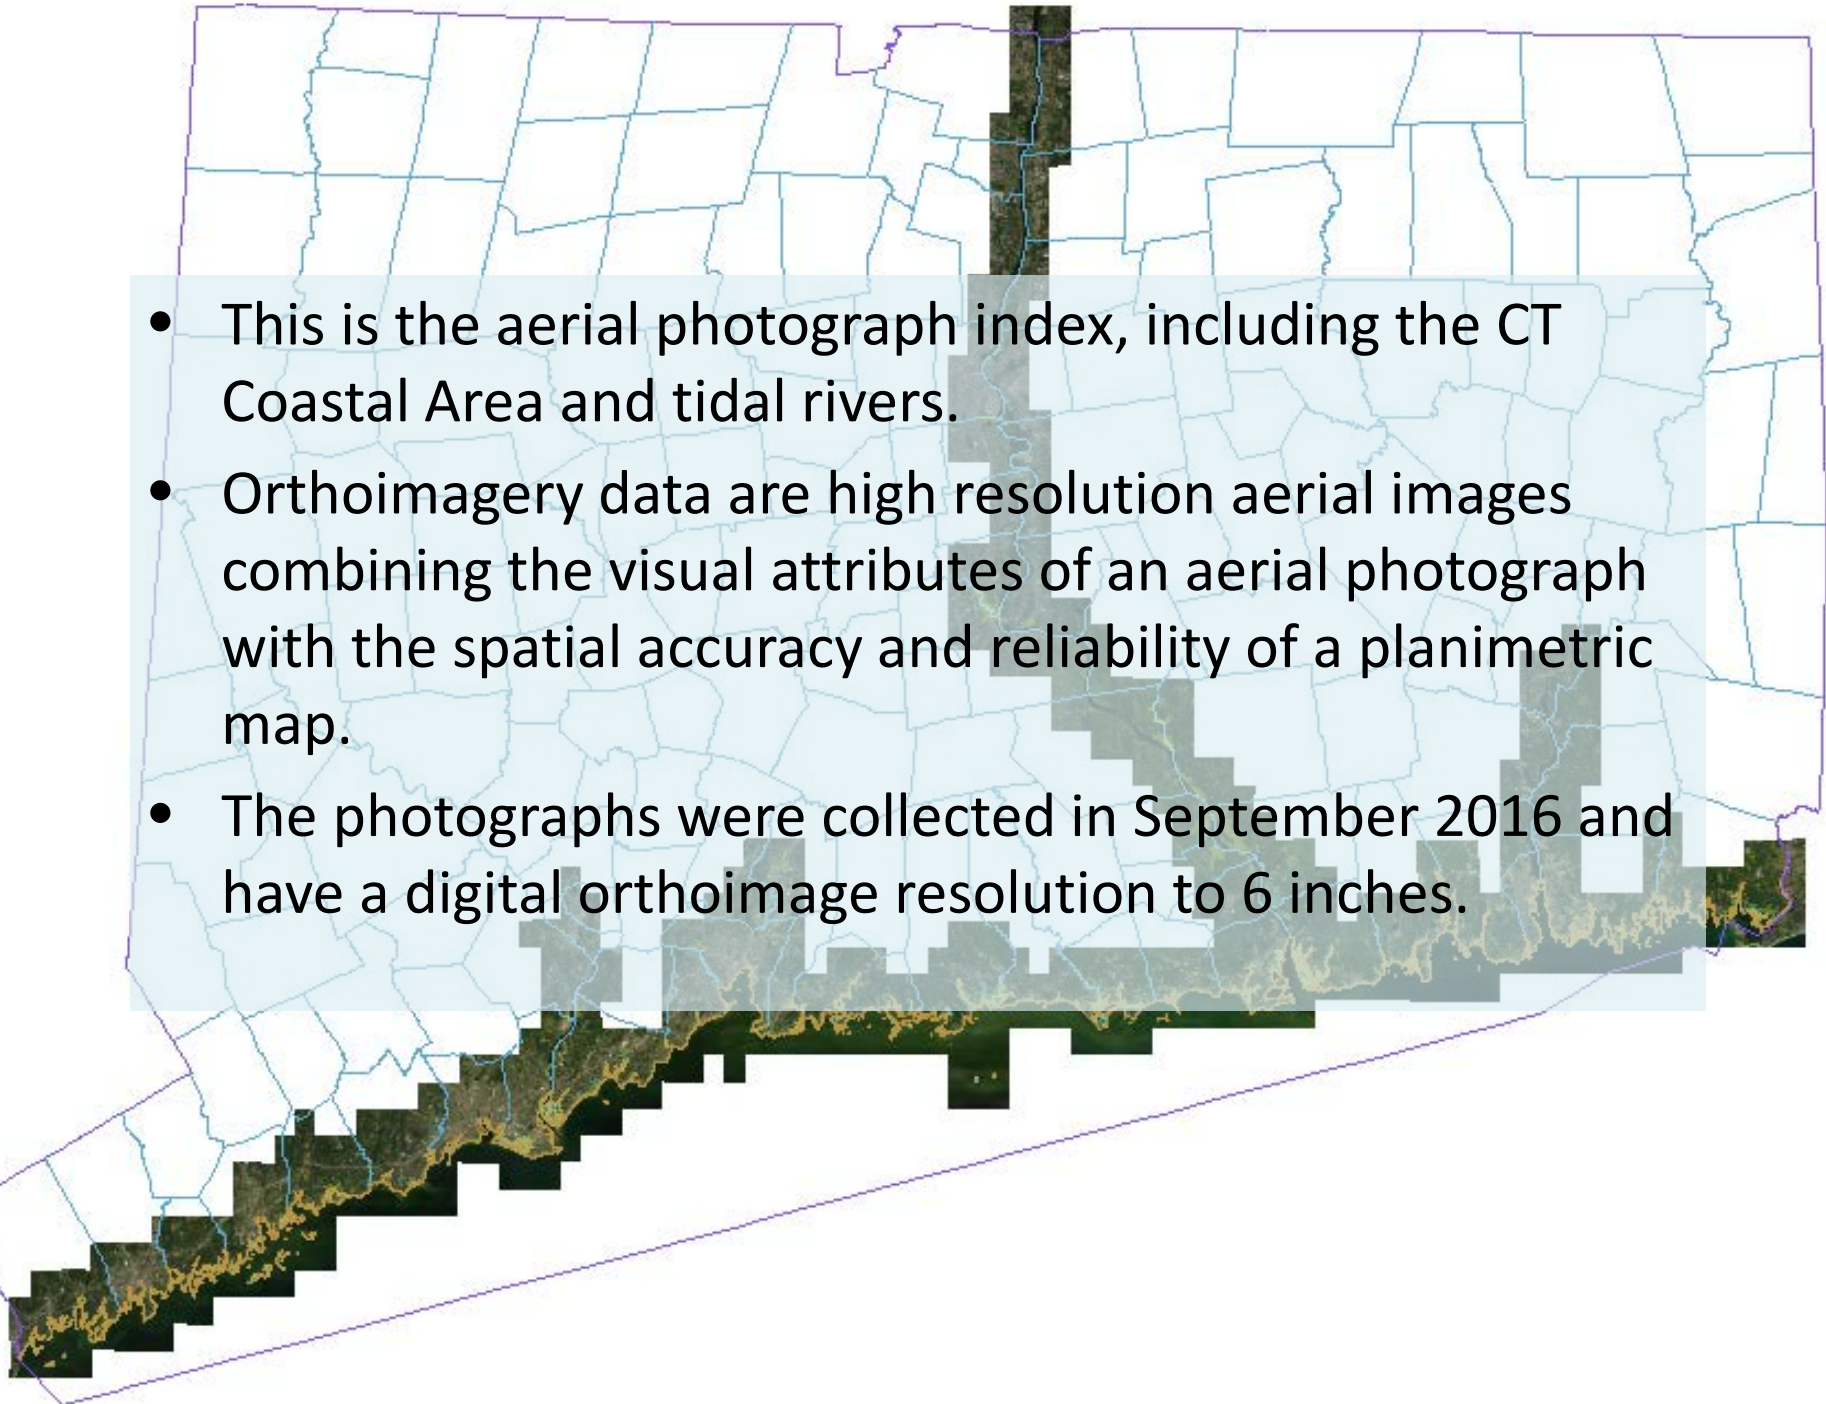 • This is the aerial photograph index, including the CT
Coastal Area and tidal rivers.
• Orthoimagery data are high resolution aerial images
combining the visual attributes of an aerial photograph
with the spatial accuracy and reliability of a planimetric
map.
• The photographs were collected in September 2016 and
have a digital orthoimage resolution to 6 inches.